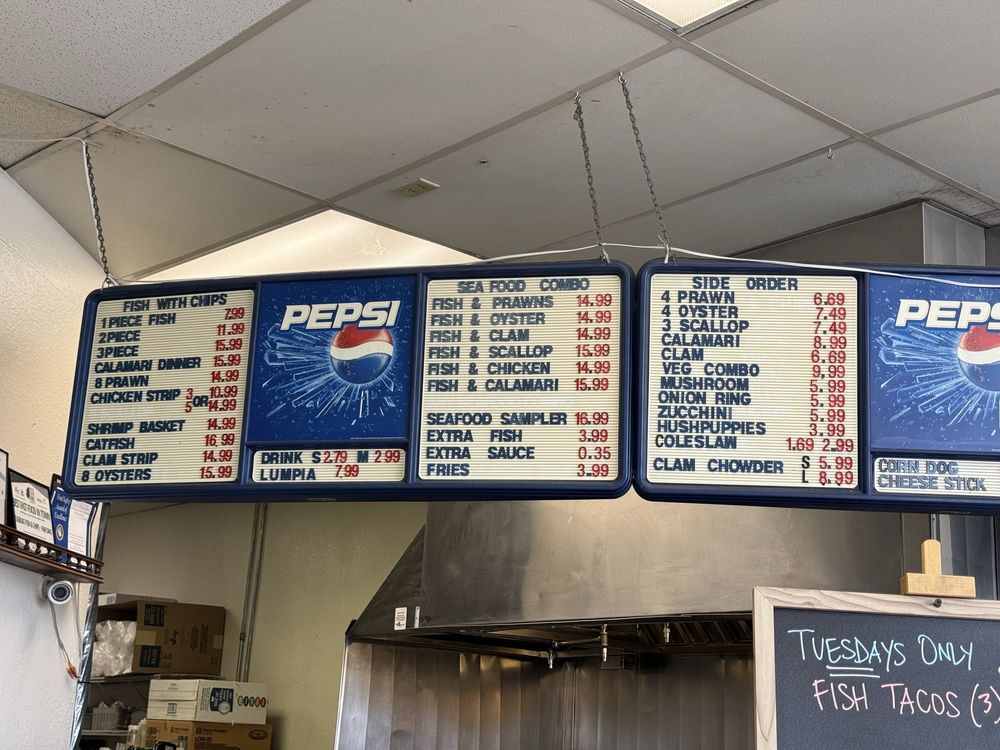 FISH WITH CHIPS
1 PIECE FISH 7.99
2 PIECE 11.99
3 PIECE 15.99
CALAMARI DINNER 15.99
8 PRAWN 14.99
CHICKEN STRIP 3 10.99
OR
5 14.99
SHRIMP BASKET 14.99
CATFISH 16.99
CLAM STRIP 14.99
8 OYSTERS 15.99
PEPSI
DRINK S 2.79 M 2.99
LUMPIA 7.99
SEA FOOD COMBO
FISH & PRAWNS 14.99
FISH & OYSTER 14.99
FISH & CLAM 14.99
FISH & SCALLOP 15.99
FISH & CHICKEN 14.99
FISH & CALAMARI 15.99
SEAFOOD SAMPLER 16.99
EXTRA FISH 3.99
EXTRA SAUCE 0.35
FRIES 3.99
SIDE ORDER
4 PRAWN 6.69
4 OYSTER 7.49
3 SCALLOP 7.49
CALAMARI 8.99
CLAM 6.69
VEG COMBO 9.99
MUSHROOM 5.99
ONION RING 5.99
ZUCCHINI 5.99
HUSHPUPPIES 3.99
COLESLAW 1.69 2.99
CLAM CHOWDER S 5.99
L 8.99
PEPS
CORN DOG
CHEESE STICK
TUESDAYS ONLY
FISH TACOS (3)